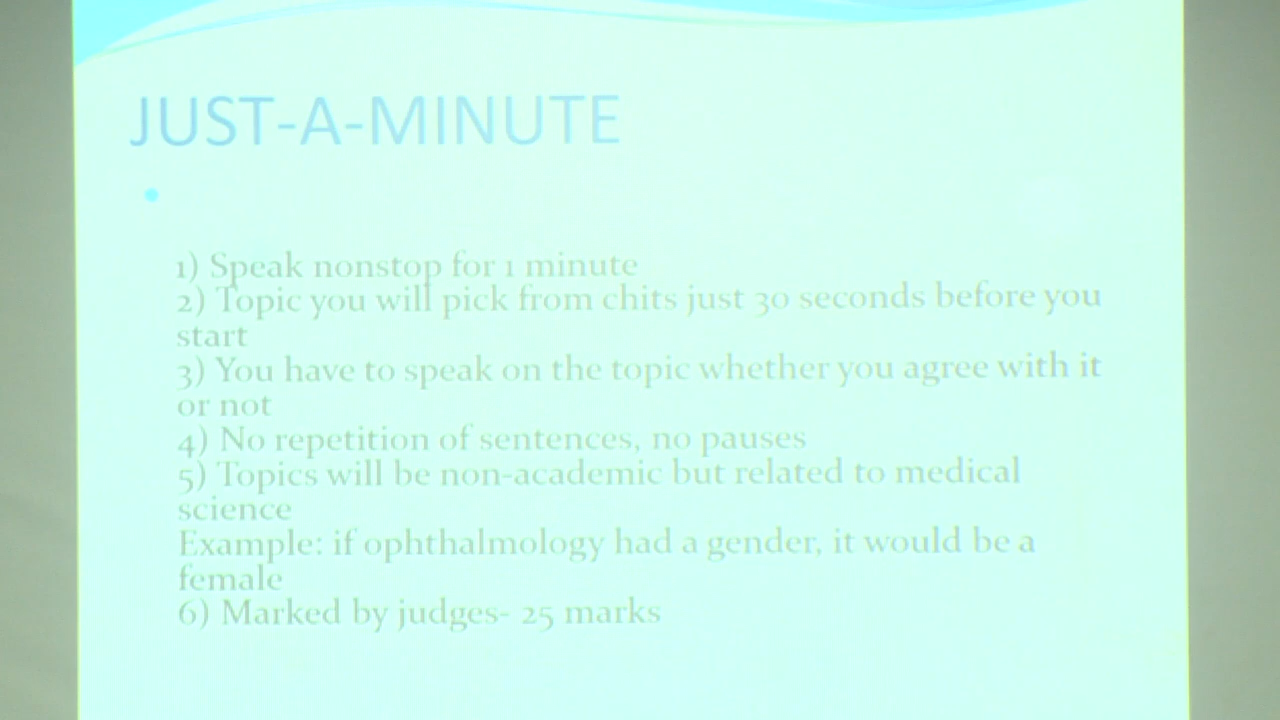 JUST-A-MINUTE
1) Speak nonstop for 1 minute
2) Topic you will pick from chits just 30 seconds before you
start
3) You have to speak on the topic whether you agree with it
or not
4) No repetition of sentences, no pauses
5) Topics will be non-academic but related to medical
science
Example: if ophthalmology had a gender, it would be a
female
6) Marked by judges- 25 marks